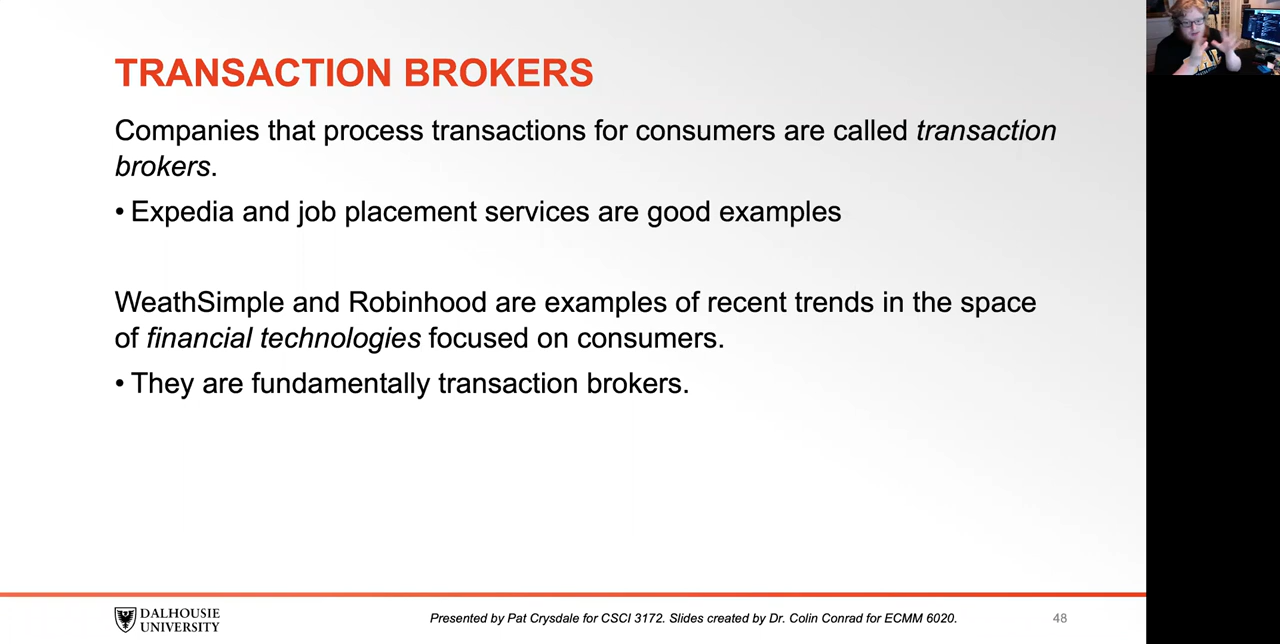 TRANSACTION BROKERS
Companies that process transactions for consumers are called transaction
brokers.
• Expedia and job placement services are good examples
WeathSimple and Robinhood are examples of recent trends in the space
of financial technologies focused on consumers.
• They are fundamentally transaction brokers.
DALHOUSIE
UNIVERSITY
Presented by Pat Crysdale for CSCI 3172. Slides created by Dr. Colin Conrad for ECMM 6020.
48